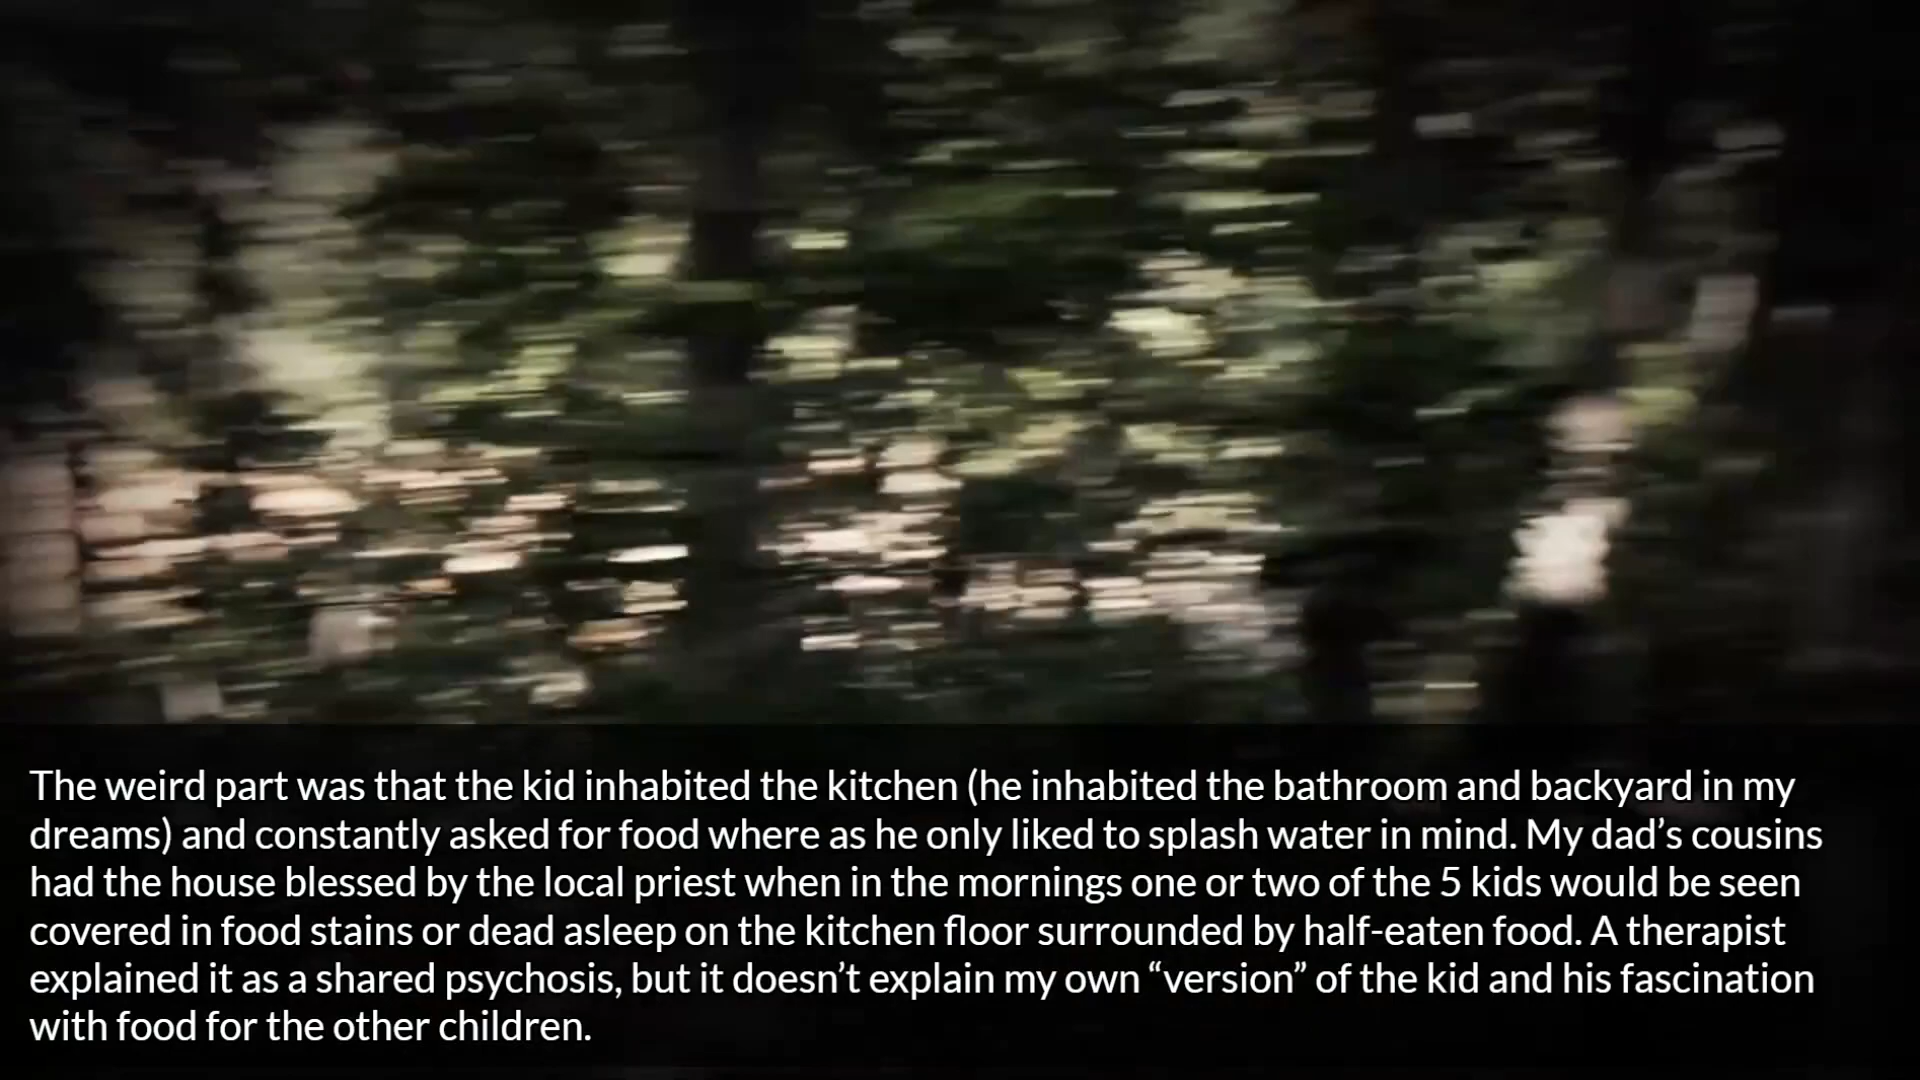 The weird part was that the kid inhabited the kitchen (he inhabited the bathroom and backyard in my
dreams) and constantly asked for food where as he only liked to splash water in mind. My dad’s cousins
had the house blessed by the local priest when in the mornings one or two of the 5 kids would be seen
covered in food stains or dead asleep on the kitchen floor surrounded by half-eaten food. A therapist
explained it as a shared psychosis, but it doesn’t explain my own “version” of the kid and his fascination
with food for the other children.